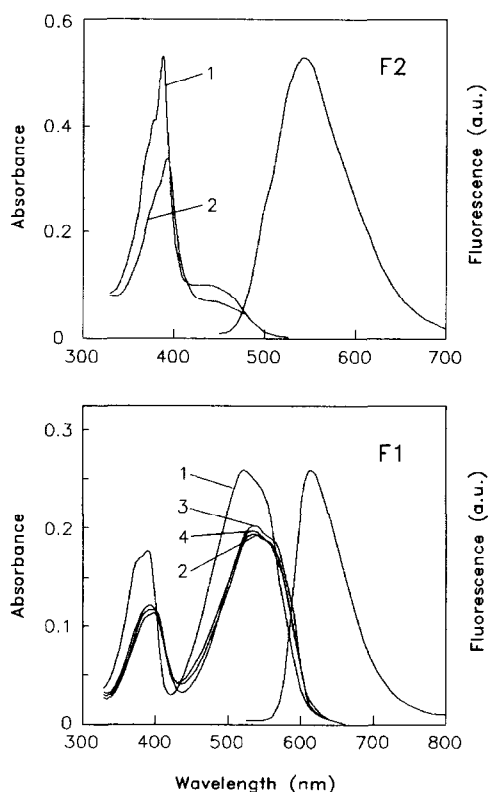 0.6
F2
1
0.4
Absorbance
Fluorescence (a.u.)
2
0.2
0
300 400 500 600 700
0.3
F1
1
3
0.2
4
Absorbance
Fluorescence (a.u.)
2
0.1
0
300 400 500 600 700 800
Wavelength (nm)